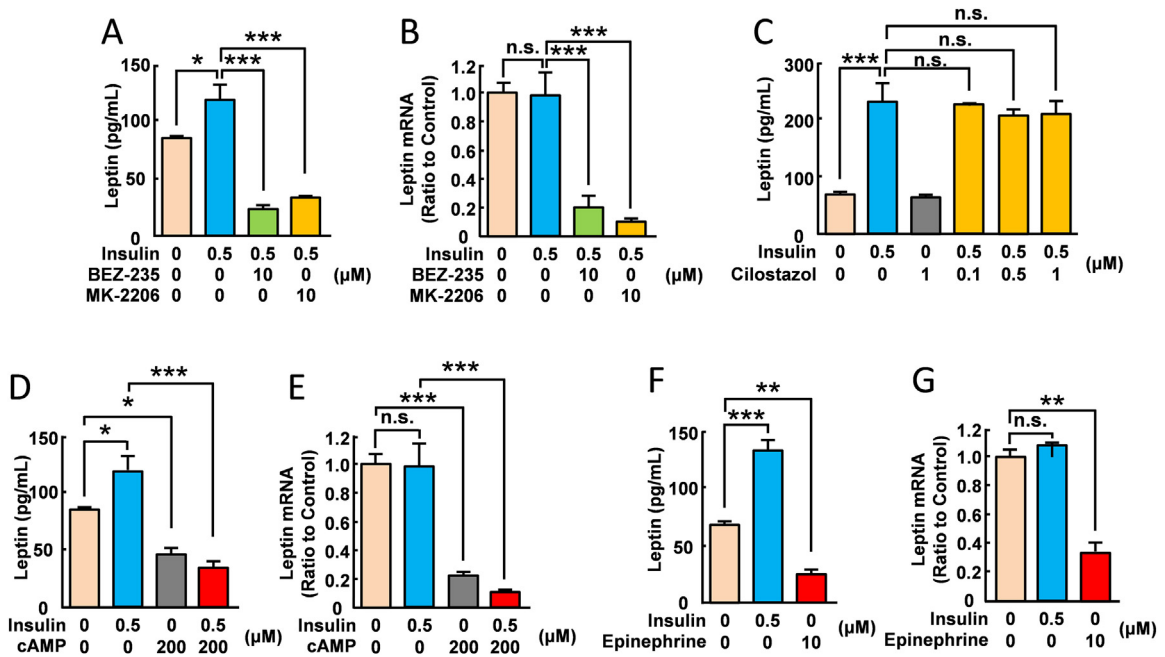 A
*
***
***
Leptin (pg/mL)
150
100
50
0
Insulin 0 0.5 0.5 0.5
BEZ-235 0 0 10 0 (μM)
MK-2206 0 0 0 10
B
n.s.
***
***
Leptin mRNA
(Ratio to Control)
1.2
1.0
0.8
0.6
0.4
0.2
0
Insulin 0 0.5 0.5 0.5
BEZ-235 0 0 10 0 (μM)
MK-2206 0 0 0 10
C
n.s.
n.s.
*** n.s.
Leptin (pg/mL)
300
200
100
0
Insulin 0 0.5 0 0.5 0.5 0.5
Cilostazol 0 0 1 0.1 0.5 1 (μM)
D
***
*
*
Leptin (pg/mL)
150
100
50
0
Insulin 0 0.5 0 0.5
cAMP 0 0 200 200 (μM)
E
***
***
n.s.
Leptin mRNA
(Ratio to Control)
1.2
1.0
0.8
0.6
0.4
0.2
0
Insulin 0 0.5 0 0.5
cAMP 0 0 200 200 (μM)
F
**
***
Leptin (pg/mL)
150
100
50
0
Insulin 0 0.5 0
Epinephrine 0 0 10 (μM)
G
**
n.s.
Leptin mRNA
(Ratio to Control)
1.2
1.0
0.8
0.6
0.4
0.2
0
Insulin 0 0.5 0
Epinephrine 0 0 10 (μM)